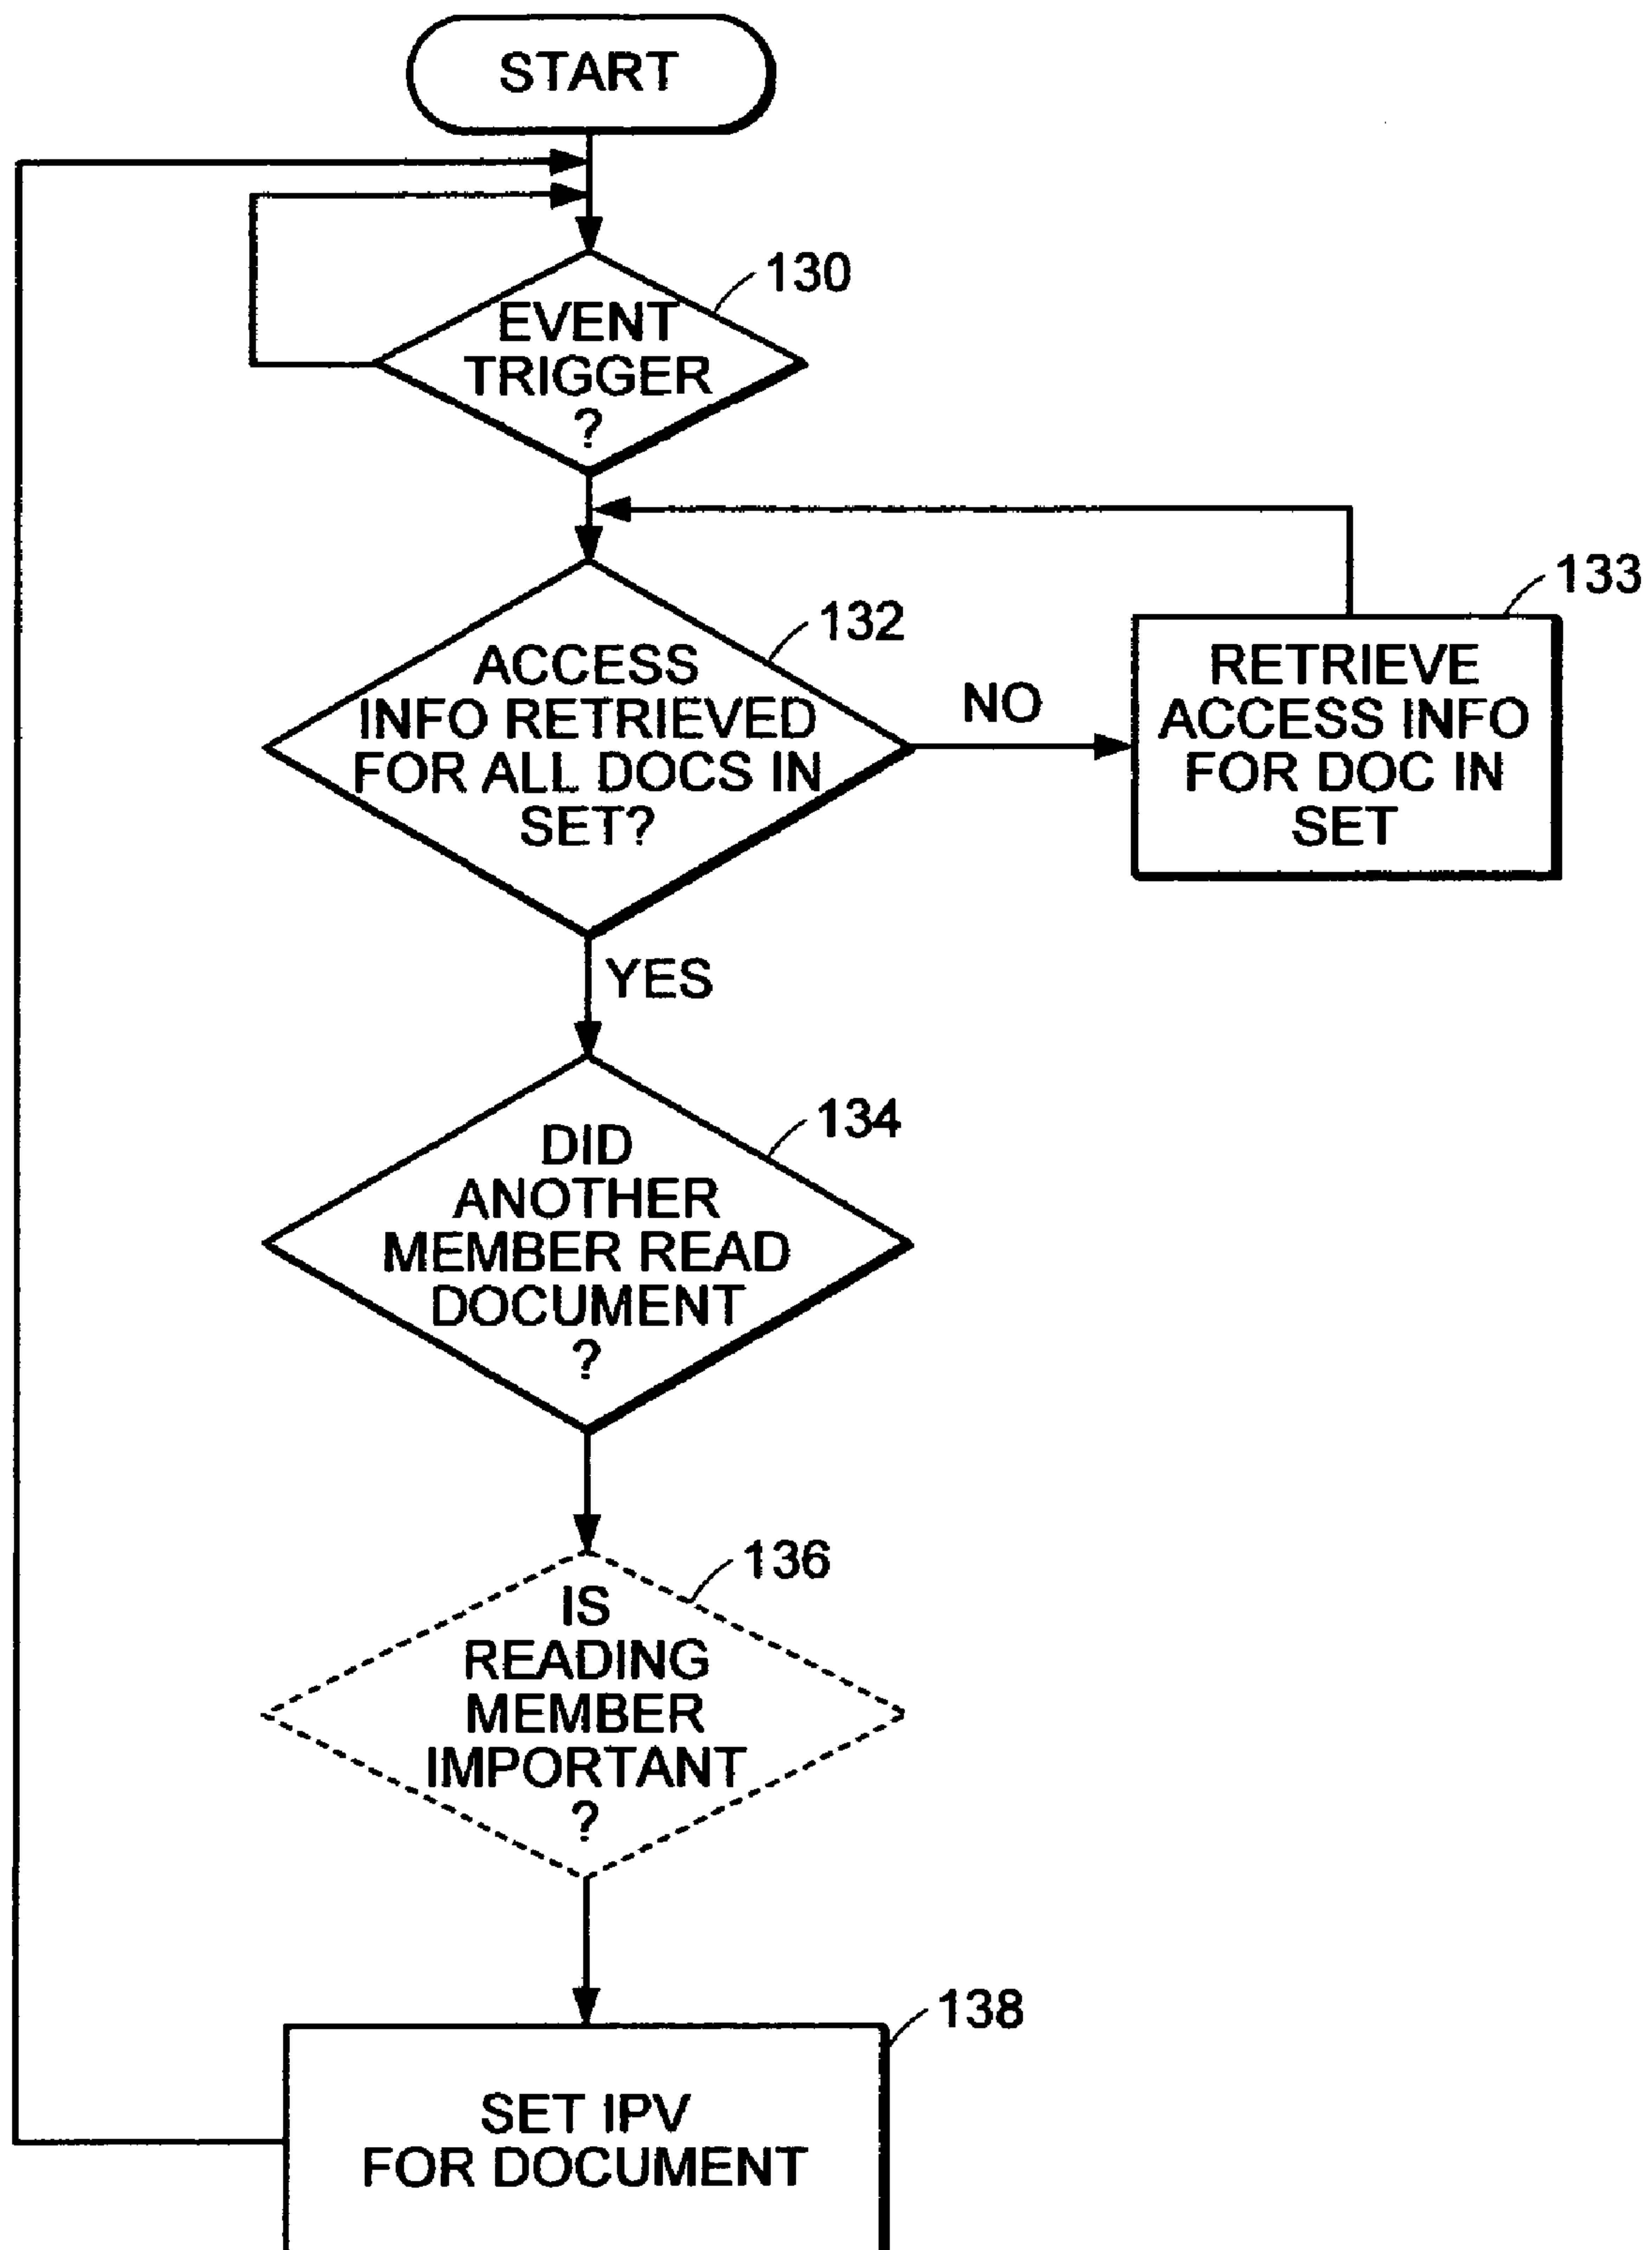 START
130
EVENT
TRIGGER
?
132
ACCESS
INFO RETRIEVED
FOR ALL DOCS IN
SET?
NO
133
RETRIEVE
ACCESS INFO
FOR DOC IN
SET
YES
134
DID
ANOTHER
MEMBER READ
DOCUMENT
?
136
IS
READING
MEMBER
IMPORTANT
?
138
SET IPV
FOR DOCUMENT